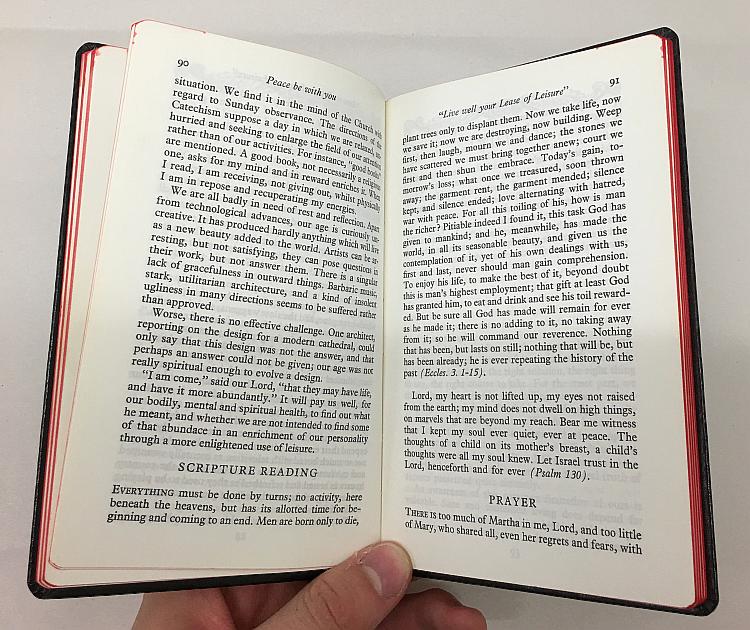 90
Peace be with you
situation. We find it in the mind of the Church with
regard to Sunday observance. The directions of the
Catechism suppose a day in which we are relaxed, un-
hurried and seeking to enlarge the field of our attention
rather than of our activities. For instance, "good books"
are mentioned. A good book, not necessarily a religious
one, asks for my mind and in reward enriches it. When
I read, I am receiving, not giving out, whilst physically
I am in repose and recuperating my energies.
We are all badly in need of rest and reflection. Apart
from technological advances, our age is curiously un-
creative. It has produced hardly anything which will live
as a new beauty added to the world. Artists can be ar-
resting, but not satisfying, they can pose questions in
their work, but not answer them. There is a singular
lack of gracefulness in outward things. Barbaric music,
stark, utilitarian architecture, and a kind of insolent
ugliness in many directions seems to be suffered rather
than approved.
Worse, there is no effective challenge. One architect,
reporting on the design for a modern cathedral, could
only say that this design was not the answer, and that
perhaps an answer could not be given; our age was not
really spiritual enough to evolve a design.
"I am come," said our Lord, "that they may have life,
and have it more abundantly." It will pay us well, for
our bodily, mental and spiritual health, to find out what
he meant, and whether we are not intended to find some
of that abundace in an enrichment of our personality
through a more enlightened use of leisure.
SCRIPTURE READING
EVERYTHING must be done by turns; no activity, here
beneath the heavens, but has its allotted time for be-
ginning and coming to an end. Men are born only to die,
"Live well your Lease of Leisure"
91
plant trees only to displant them. Now we take life, now
we save it; now we are destroying, now building. Weep
first, then laugh, mourn we and dance; the stones we
have scattered we must bring together anew; court we
first and then shun the embrace. Today's gain, to-
morrow's loss; what once we treasured, soon thrown
away; the garment rent, the garment mended; silence
kept, and silence ended; love alternating with hatred,
war with peace. For all this toiling of his, how is man
the richer? Pitiable indeed I found it, this task God has
given to mankind; and he, meanwhile, has made the
world, in all its seasonable beauty, and given us the
contemplation of it, yet of his own dealings with us,
first and last, never should man gain comprehension.
To enjoy his life, to make the best of it, beyond doubt
this is man's highest employment; that gift at least God
has granted him, to eat and drink and see his toil reward-
ed. But be sure all God has made will remain for ever
as he made it; there is no adding to it, no taking away
from it; so he will command our reverence. Nothing
that has been, but lasts on still; nothing that will be, but
has been already; he is ever repeating the history of the
past (Eccles. 3. 1-15).
Lord, my heart is not lifted up, my eyes not raised
from the earth; my mind does not dwell on high things,
on marvels that are beyond my reach. Bear me witness
that I kept my soul ever quiet, ever at peace. The
thoughts of a child on its mother's breast, a child's
thoughts were all my soul knew. Let Israel trust in the
Lord, henceforth and for ever (Psalm 130).
PRAYER
THERE IS too much of Martha in me, Lord, and too little
of Mary, who shared all, even her regrets and fears, with